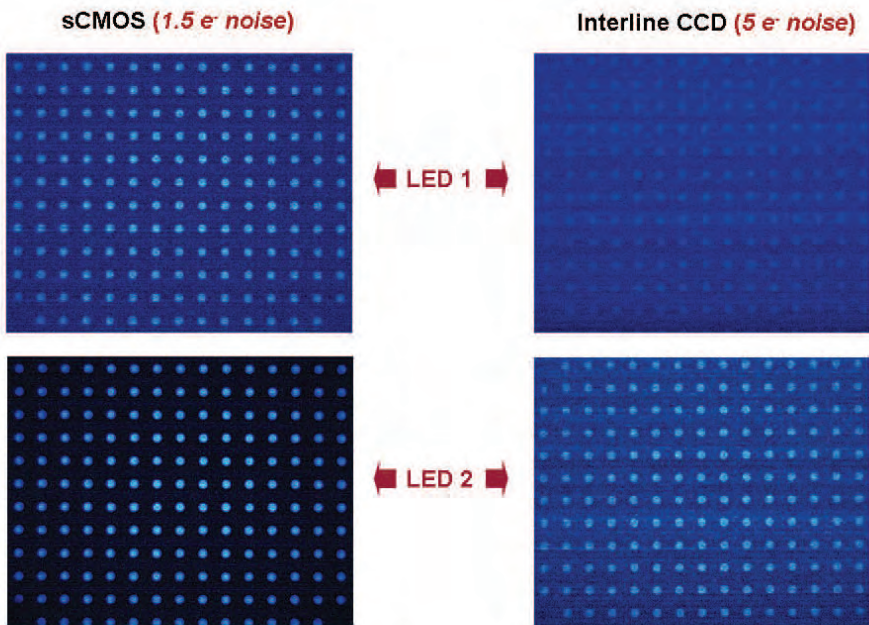 sCMOS (1.5 e- noise)
Interline CCD (5 e- noise)
LED 1
LED 2